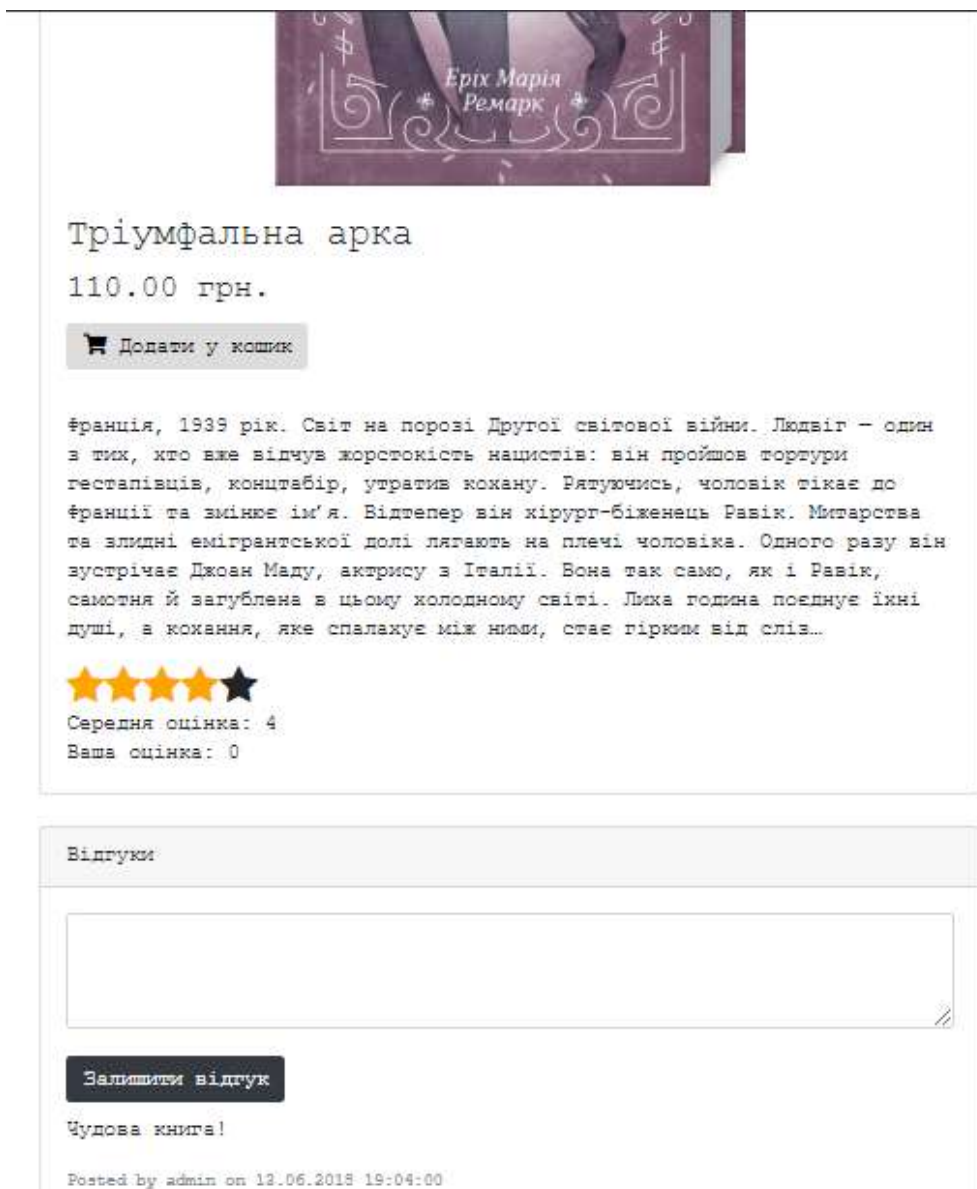 Еріх Марія
Ремарк
Тріумфальна арка
110.00 грн.
Додати у кошик
Франція, 1939 рік. Світ на порозі Другої світової війни. Людвіг — один
з тих, хто вже відчув жорстокість нацистів: він пройшов тортури
гестапівців, концтабір, утратив кохану. Рятуючись, чоловік тікає до
Франції та змінює ім’я. Відтепер він хірург-біженець Равік. Митарства
та злидні емігрантської долі лягають на плечі чоловіка. Одного разу він
зустрічає Джоан Маду, актрису з Італії. Вона так само, як і Равік,
самотня й загублена в цьому холодному світі. Лиха година поєднує їхні
душі, а кохання, яке спалахує між ними, стає гірким від сліз…
Середня оцінка: 4
Ваша оцінка: 0
Відгуки
Залишити відгук
Чудова книга!
Posted by admin on 12.06.2018 19:04:00